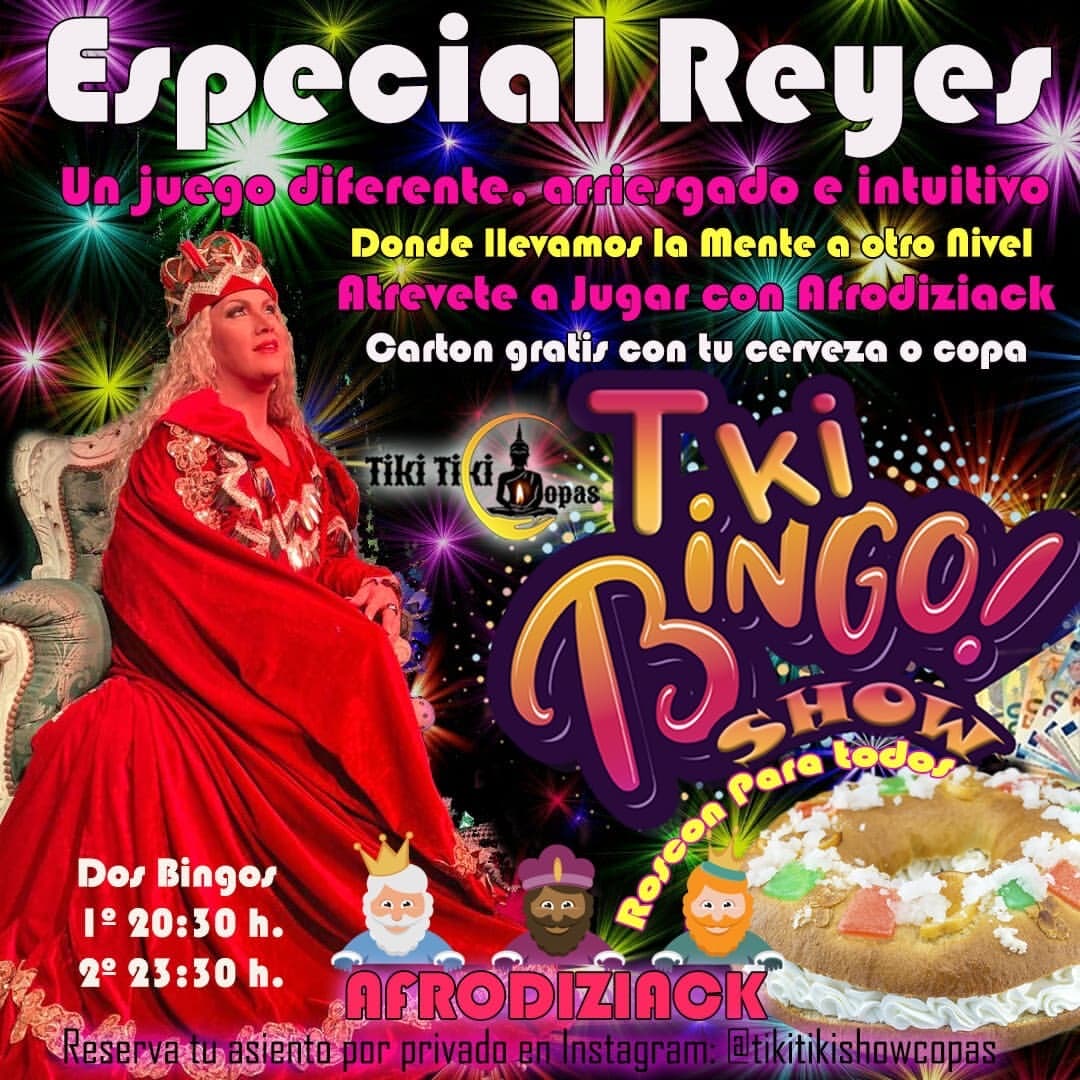 Especial Reyes
Un juego diferente, arriesgado e intuitivo
Donde llevamos la Mente a otro Nivel
Atrevete a Jugar con Afrodiziack
Carton gratis con tu cerveza o copa
Tiki Tiki Copas
Tiki
BiNGO!
SHOW
Roscon Para todos
Dos Bingos
1º 20:30 h.
2º 23:30 h.
AFRODIZIACK
Reserva tu asiento por privado en Instagram: @tikitikishowcopas